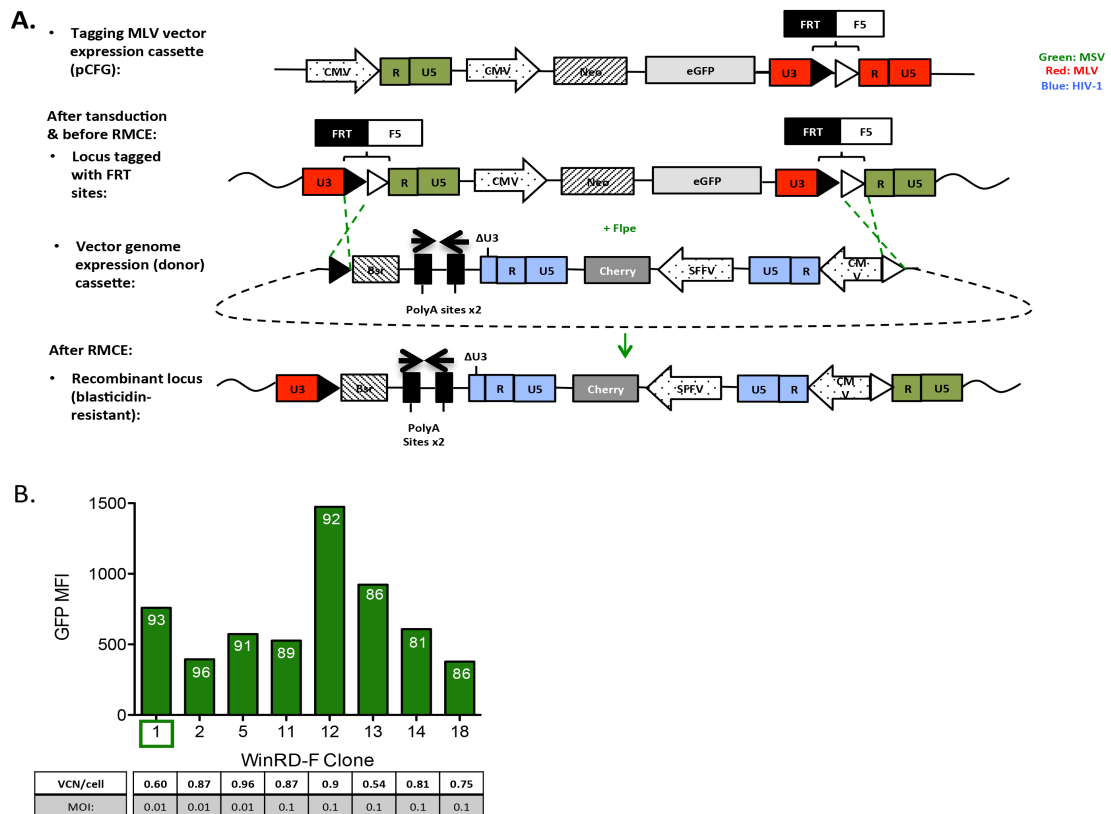 A.
• Tagging MLV vector
expression cassette
(pCFG):
FRT F5
CMV R U5 CMV Neo eGFP U3 R U5
Green: MSV
Red: MLV
Blue: HIV-1
After tansduction
& before RMCE:
• Locus tagged
with FRT
sites:
FRT F5 FRT F5
U3 R U5 CMV Neo eGFP U3 R U5
+ Flpe
• Vector genome
expression (donor)
cassette:
ΔU3
Bsr R U5 Cherry SFFV U5 R CM
V
PolyA sites x2
After RMCE:
• Recombinant locus
(blasticidin-
resistant):
ΔU3
U3 Bsr R U5 Cherry SFFV U5 R CM
V R U5
PolyA
Sites x2
B.
GFP MFI
1500
1000
500
0
93 96 91 89 92 86 81 86
1 2 5 11 12 13 14 18
WinRD-F Clone
VCN/cell 0.60 0.87 0.96 0.87 0.9 0.54 0.81 0.75
MOI: 0.01 0.01 0.01 0.1 0.1 0.1 0.1 0.1